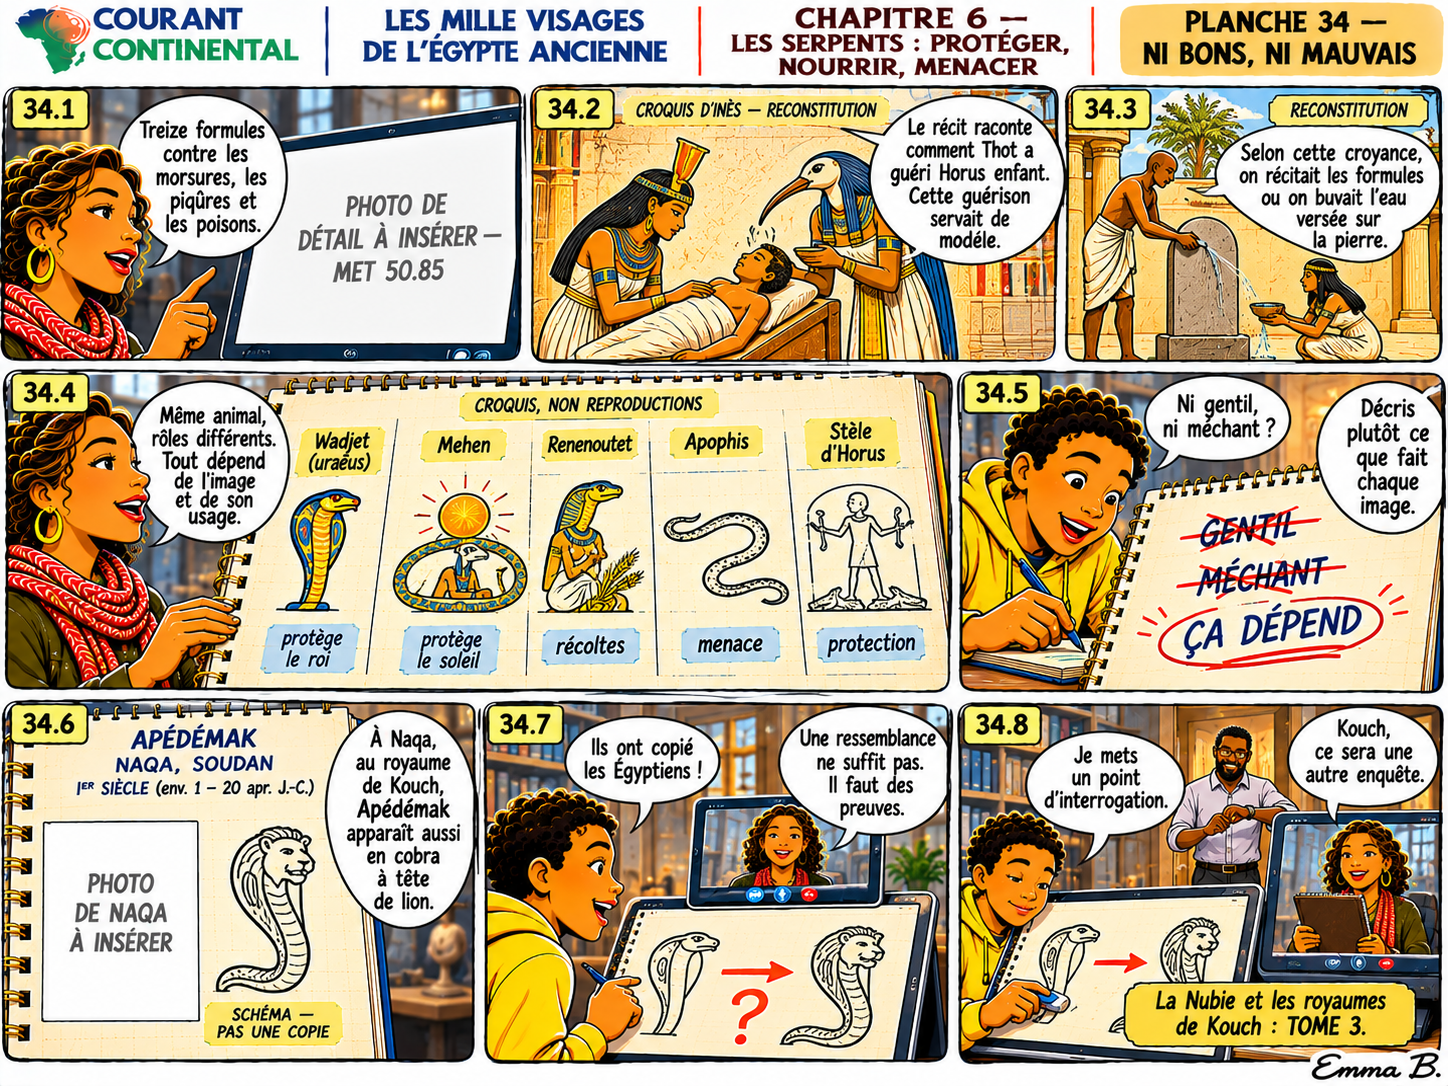 COURANT
CONTINENTAL
LES MILLE VISAGES
DE L'ÉGYPTE ANCIENNE
CHAPITRE 6 —
LES SERPENTS : PROTÉGER,
NOURRIR, MENACER
PLANCHE 34 —
NI BONS, NI MAUVAIS
34.1
Treize formules
contre les
morsures, les
piqûres et
les poisons.
PHOTO DE
DÉTAIL À INSÉRER —
MET 50.85
34.2
CROQUIS D'INÈS — RECONSTITUTION
Le récit raconte
comment Thot a
guéri Horus enfant.
Cette guérison
servait de
modéle.
34.3
RECONSTITUTION
Selon cette croyance,
on récitait les formules
ou on buvait l'eau
versée sur
la pierre.
34.4
Même animal,
rôles différents.
Tout dépend
de l'image
et de son
usage.
CROQUIS, NON REPRODUCTIONS
Wadjet
(uraëus)
Mehen
Renenoutet
Apophis
Stèle
d'Horus
protège
le roi
protège
le soleil
récoltes
menace
protection
34.5
Ni gentil,
ni méchant ?
Décris
plutôt ce
que fait
chaque
image.
GENTIL
MÉCHANT
ÇA DÉPEND
34.6
APÉDÉMAK
NAQA, SOUDAN
IER SIÈCLE (env. 1 – 20 apr. J.-C.)
PHOTO
DE NAQA
À INSÉRER
SCHÉMA —
PAS UNE COPIE
À Naqa,
au royaume
de Kouch,
Apédémak
apparaît aussi
en cobra
à tête
de lion.
34.7
Ils ont copié
les Égyptiens !
Une ressemblance
ne suffit pas.
Il faut des
preuves.
?
34.8
Je mets
un point
d'interrogation.
Kouch,
ce sera une
autre enquête.
La Nubie et les royaumes
de Kouch : TOME 3.
Emma B.